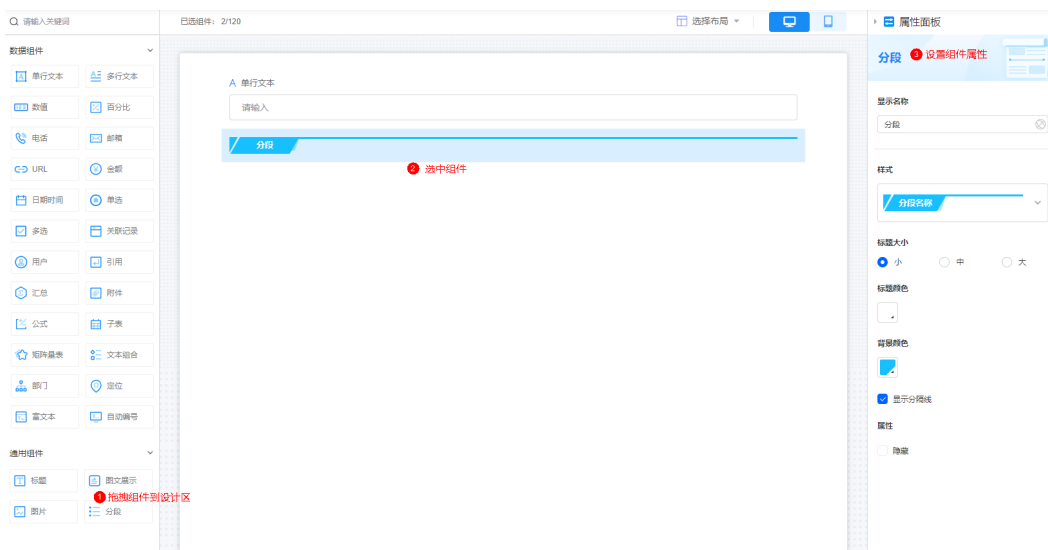 请输入关键词
已选组件: 2/120
选择布局
属性面板
数据组件
单行文本
多行文本
数值
百分比
电话
邮箱
URL
金额
日期时间
单选
多选
关联记录
用户
引用
汇总
附件
公式
子表
矩阵量表
文本组合
部门
定位
富文本
自动编号
通用组件
标题
图文展示
1 拖拽组件到设计区
图片
分段
A 单行文本
请输入
分段
2 选中组件
分段
3 设置组件属性
显示名称
分段
样式
分段名称
标题大小
小 中 大
标题颜色
背景颜色
显示分隔线
属性
隐藏